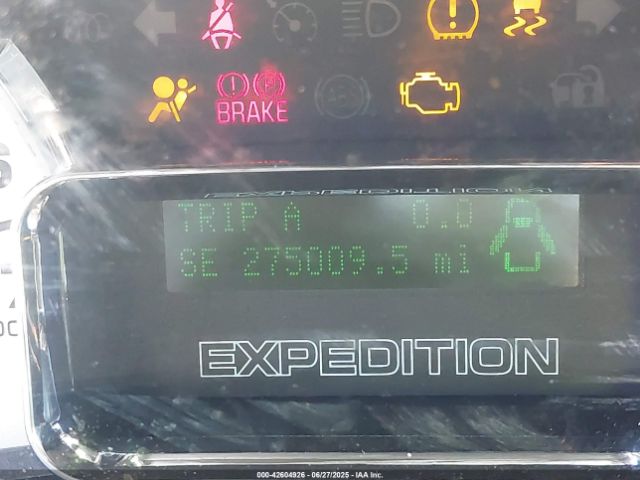 BRAKE
TRIP A 0.0
SE 275009.5 mi
EXPEDITION
000-42604926 - 06/27/2025 - IAA Inc.